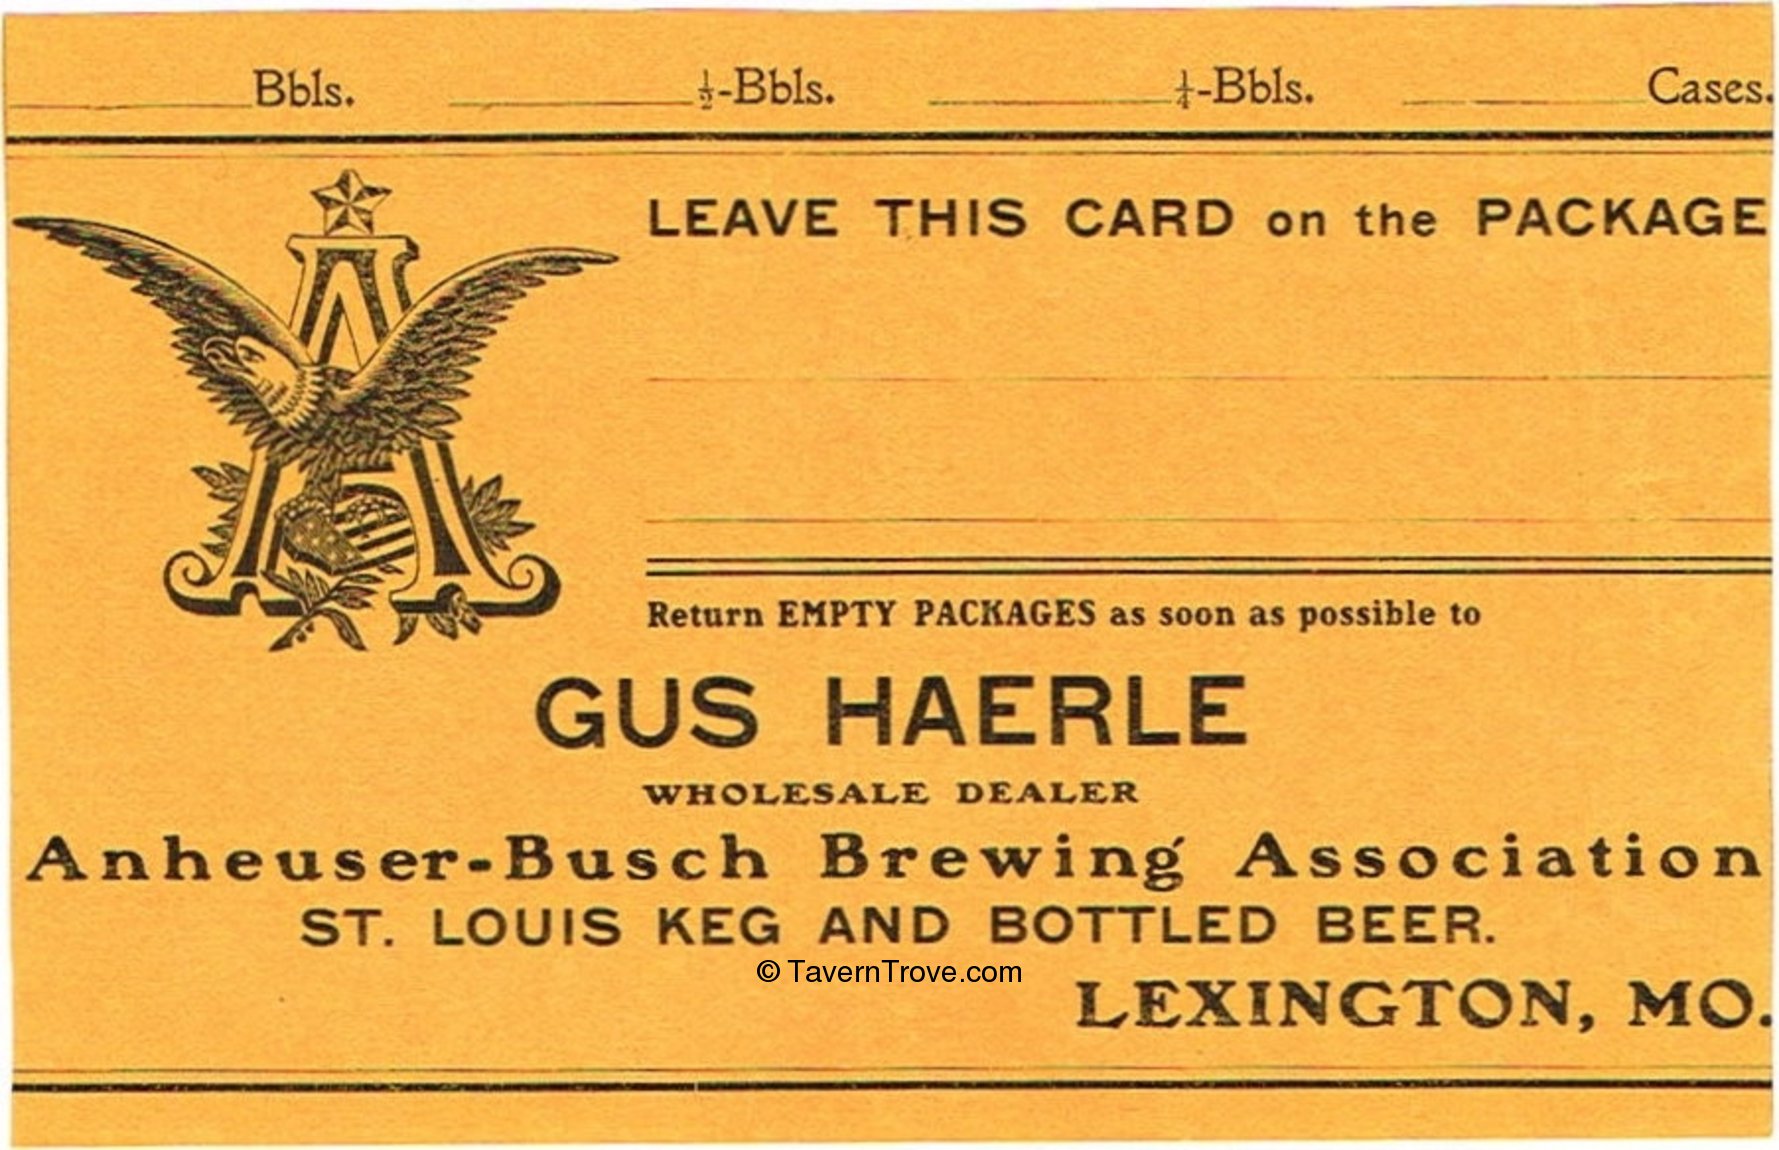 Bbls. ½-Bbls. ¼-Bbls. Cases.
LEAVE THIS CARD on the PACKAGE
Return EMPTY PACKAGES as soon as possible to
GUS HAERLE
WHOLESALE DEALER
Anheuser-Busch Brewing Association
ST. LOUIS KEG AND BOTTLED BEER.
© TavernTrove.com
LEXINGTON, MO.